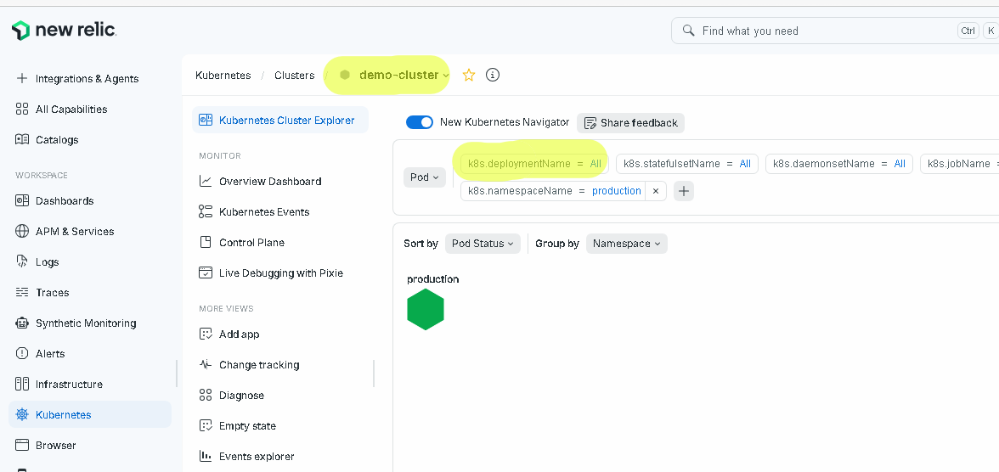 new relic.
Find what you need
Ctrl K
Integrations & Agents
All Capabilities
Catalogs
WORKSPACE
Dashboards
APM & Services
Logs
Traces
Synthetic Monitoring
Alerts
Infrastructure
Kubernetes
Browser
Kubernetes / Clusters / demo-cluster
Kubernetes Cluster Explorer
MONITOR
Overview Dashboard
Kubernetes Events
Control Plane
Live Debugging with Pixie
MORE VIEWS
Add app
Change tracking
Diagnose
Empty state
Events explorer
New Kubernetes Navigator Share feedback
Pod
k8s.deploymentName = All k8s.statefulsetName = All k8s.daemonsetName = All k8s.jobName =
k8s.namespaceName = production ×
Sort by Pod Status Group by Namespace
production